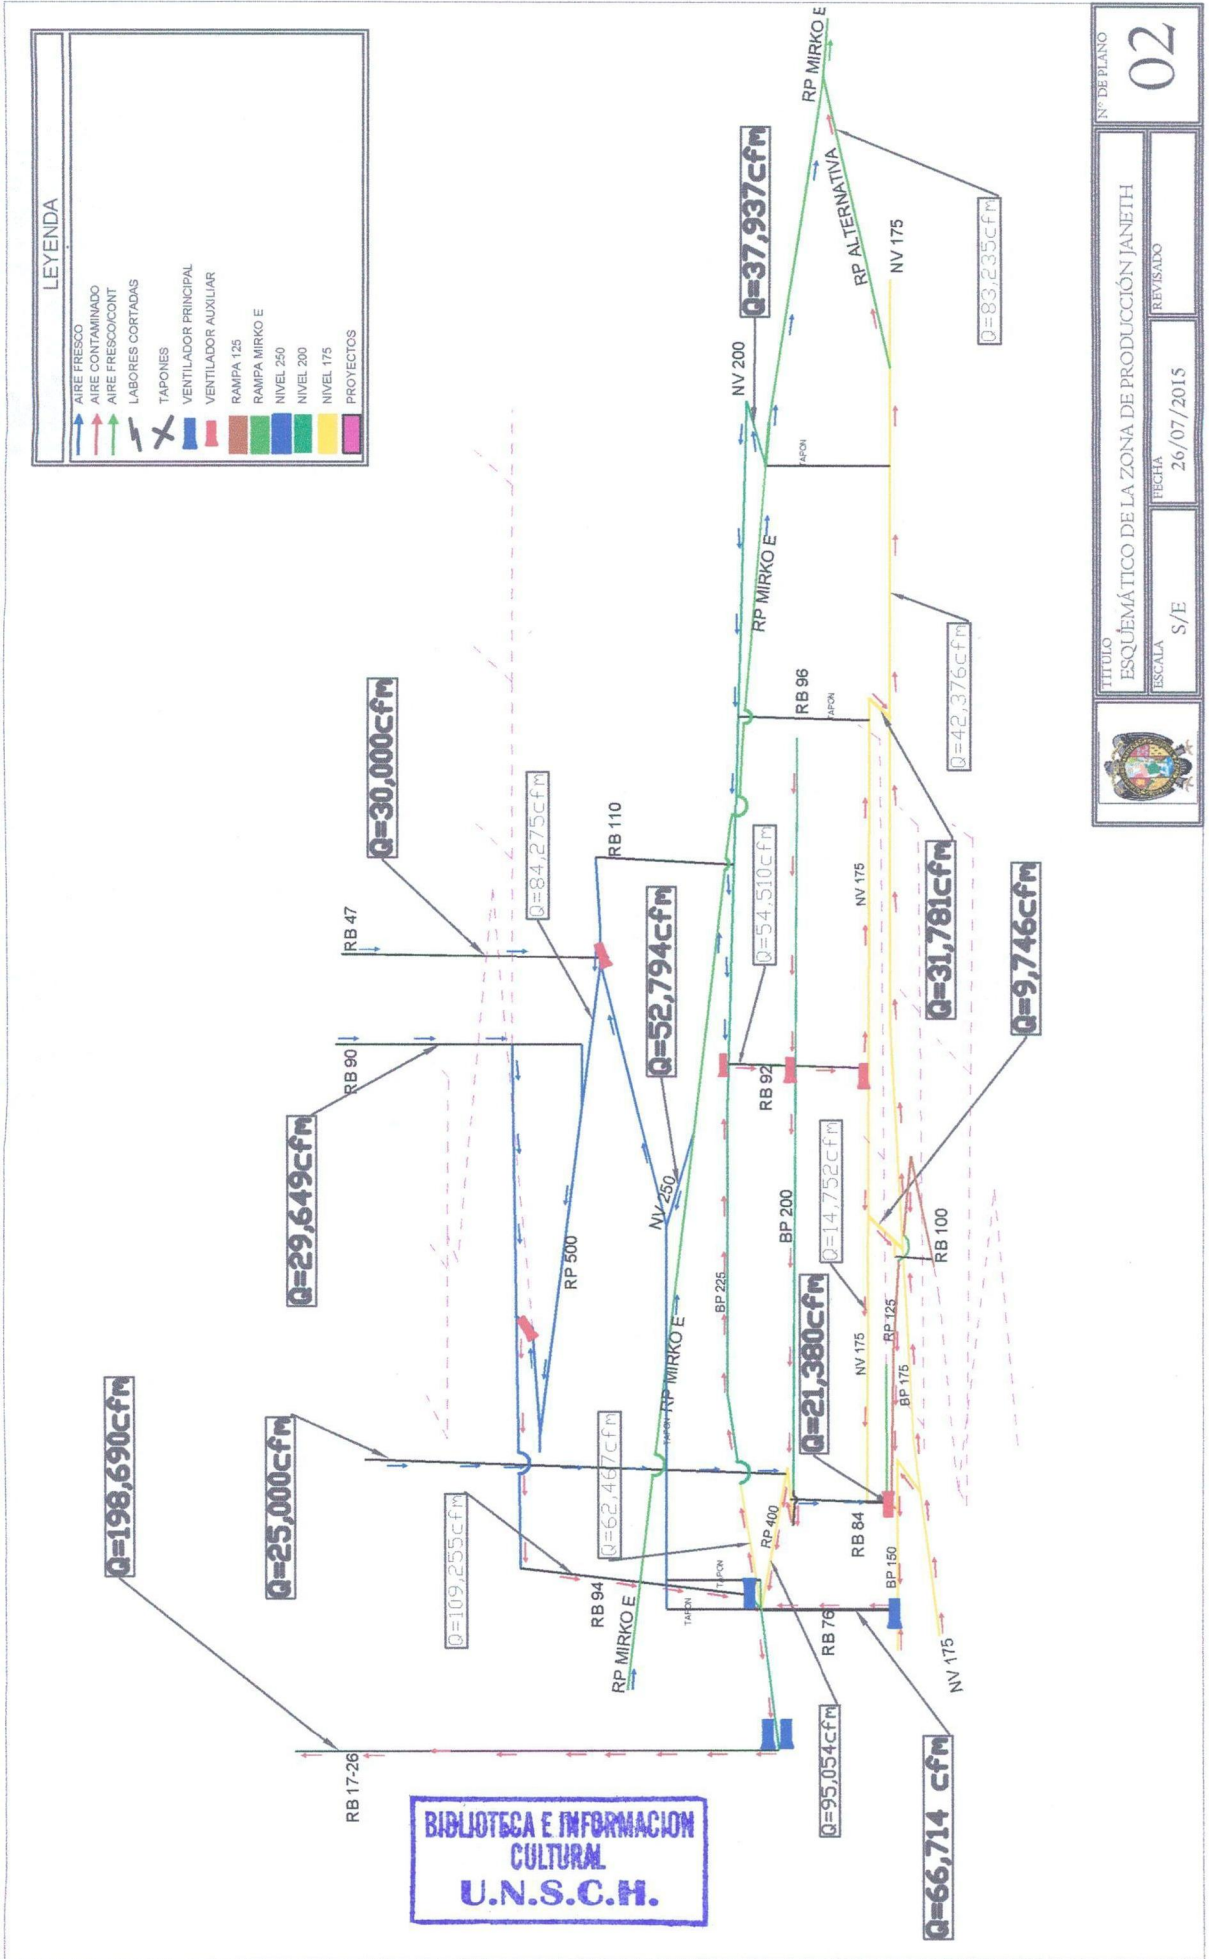 LEYENDA
AIRE FRESCO
AIRE CONTAMINADO
AIRE FRESCO/CONT
LABORES CORTADAS
TAPONES
VENTILADOR PRINCIPAL
VENTILADOR AUXILIAR
RAMPA 125
RAMPA MIRKO E
NIVEL 250
NIVEL 200
NIVEL 175
PROYECTOS
Q=198,690cfm
Q=25,000cfm
Q=29,649cfm
Q=30,000cfm
RB 17-26
RB 90
RB 47
Q=109,255cfm
Q=84,275cfm
RP 500
RB 110
RB 94
Q=62,467cfm
NV 250
Q=52,794cfm
RP MIRKO E
RP MIRKO E
TAPON
TAPON
TAPON
BP 225
RB 92
Q=54,510cfm
RP MIRKO E
NV 200
Q=37,937cfm
RP MIRKO E
RP 400
BP 200
RB 96
TAPON
TAPON
RP ALTERNATIVA
Q=95,054cfm
RB 76
RB 84
Q=21,380cfm
Q=14,752cfm
NV 175
NV 175
NV 175
BP 150
RP 125
BP 175
RB 100
NV 175
Q=66,714 cfm
Q=9,746cfm
Q=31,781cfm
Q=42,376cfm
Q=83,235cfm
BIBLIOTECA E INFORMACION
CULTURAL
U.N.S.C.H.
TITULO
ESQUEMÁTICO DE LA ZONA DE PRODUCCIÓN JANETH
ESCALA
S/E
FECHA
26/07/2015
REVISADO
N° DE PLANO
02